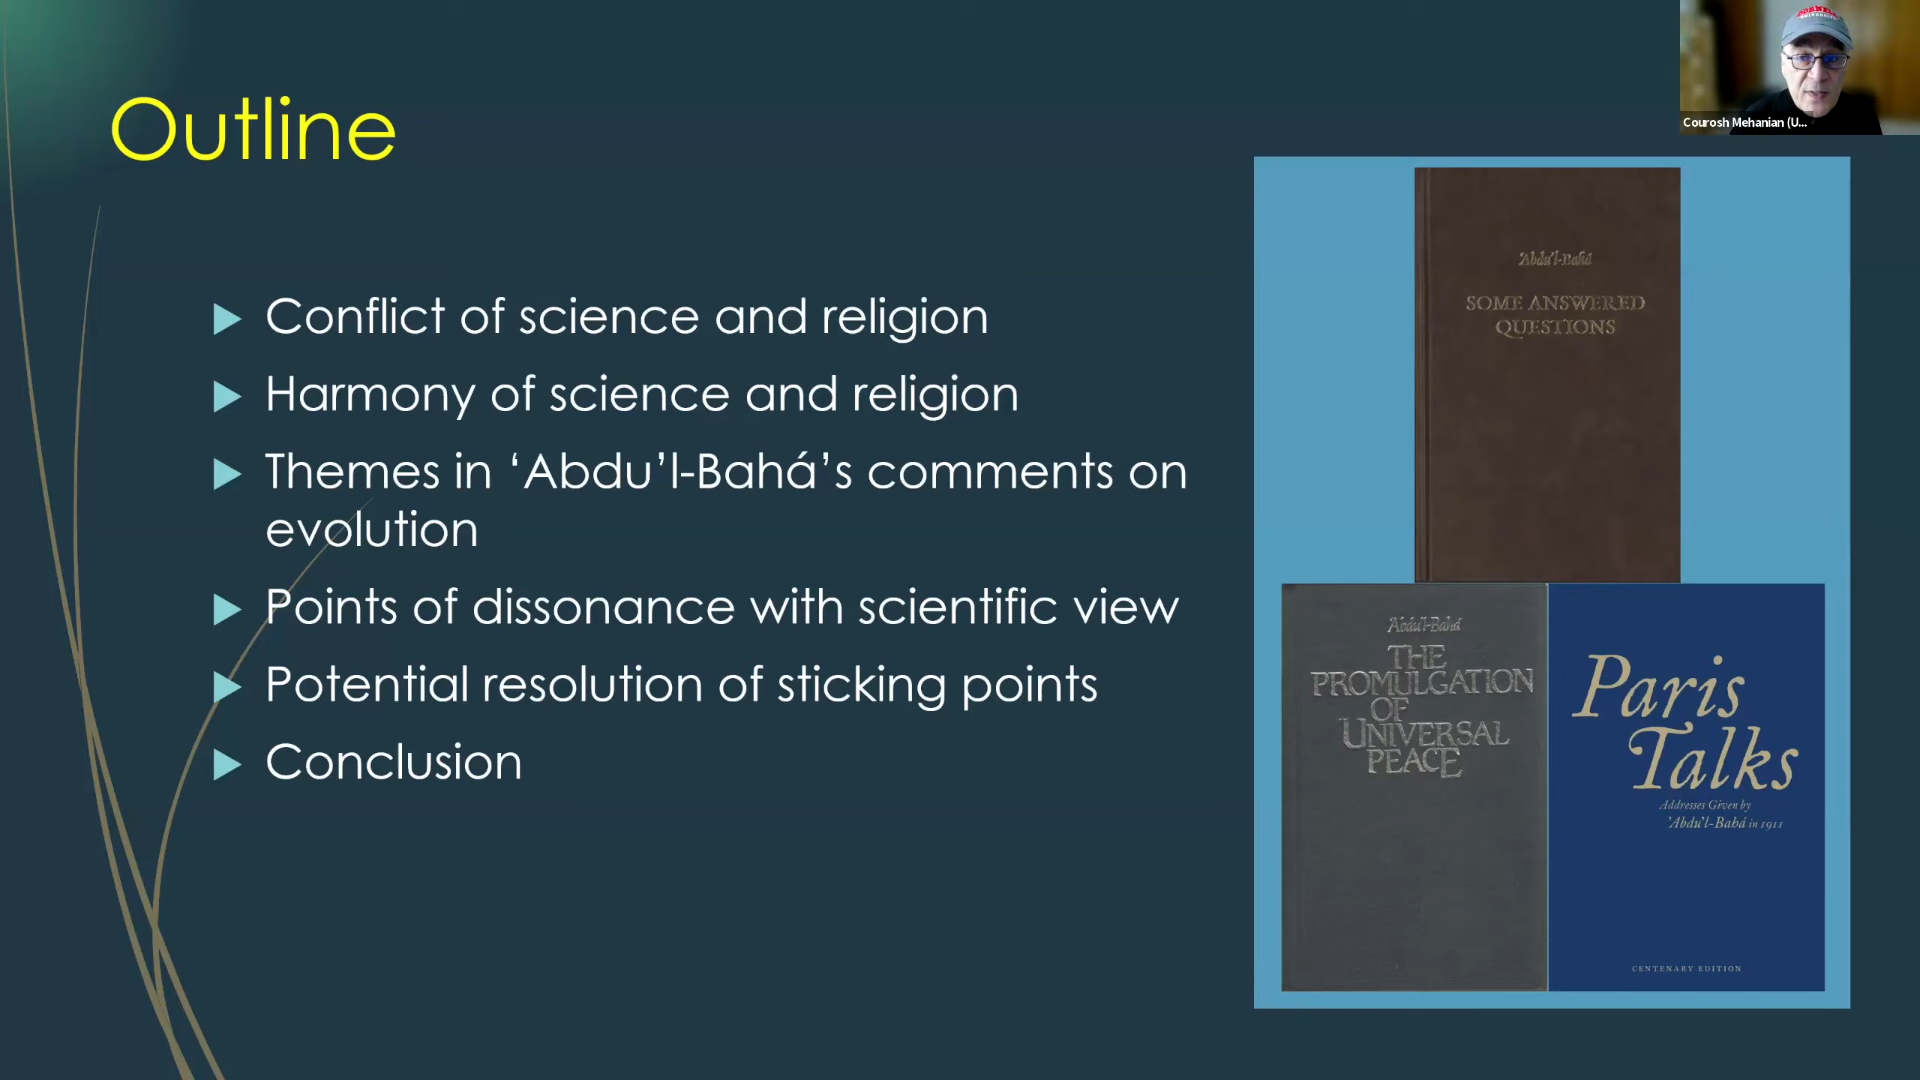 Outline
Conflict of science and religion
Harmony of science and religion
Themes in ‘Abdu’l-Bahá’s comments on
evolution
Points of dissonance with scientific view
Potential resolution of sticking points
Conclusion
Courosh Mehanian (U...
‘Abdu’l-Bahá
SOME ANSWERED
QUESTIONS
‘Abdu’l-Bahá
THE
PROMULGATION
OF
UNIVERSAL
PEACE
Paris
Talks
Addresses Given by
‘Abdu’l-Bahá in 1911
CENTENARY EDITION